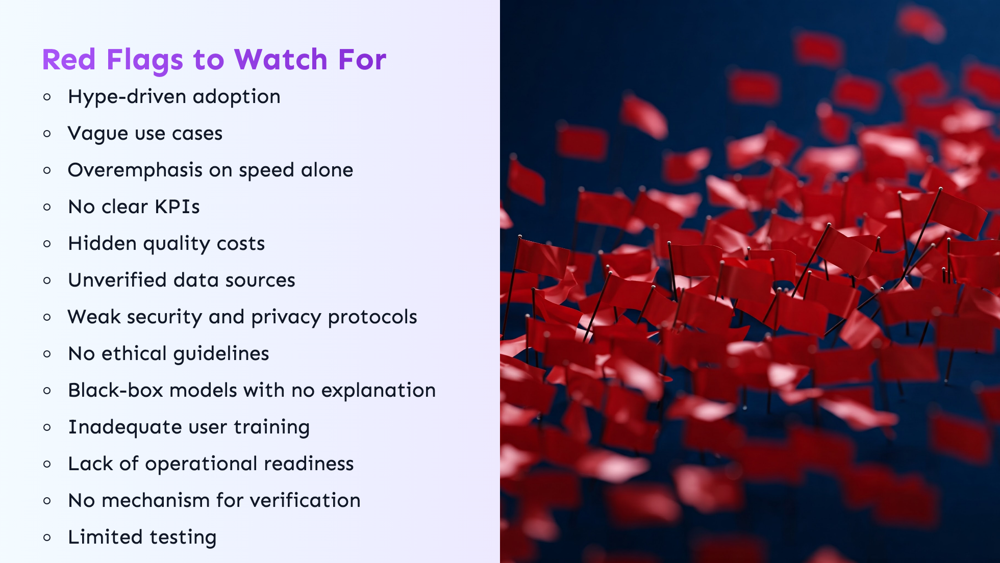 Red Flags to Watch For
Hype-driven adoption
Vague use cases
Overemphasis on speed alone
No clear KPIs
Hidden quality costs
Unverified data sources
Weak security and privacy protocols
No ethical guidelines
Black-box models with no explanation
Inadequate user training
Lack of operational readiness
No mechanism for verification
Limited testing